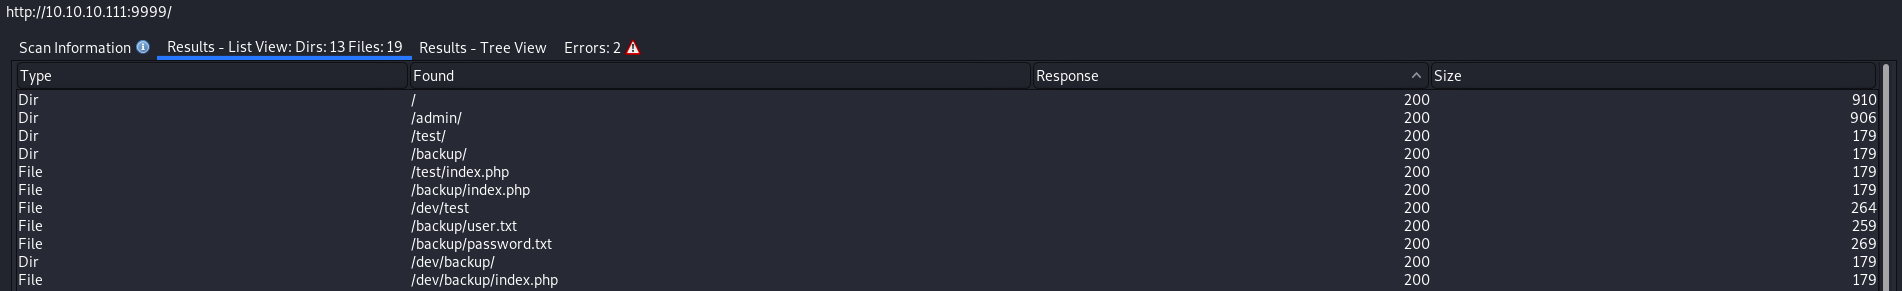 http://10.10.10.111:9999/
Scan Information Results - List View: Dirs: 13 Files: 19 Results - Tree View Errors: 2
Type Found Response Size
Dir / 200 910
Dir /admin/ 200 906
Dir /test/ 200 179
Dir /backup/ 200 179
File /test/index.php 200 179
File /backup/index.php 200 179
File /dev/test 200 264
File /backup/user.txt 200 259
File /backup/password.txt 200 269
Dir /dev/backup/ 200 179
File /dev/backup/index.php 200 179